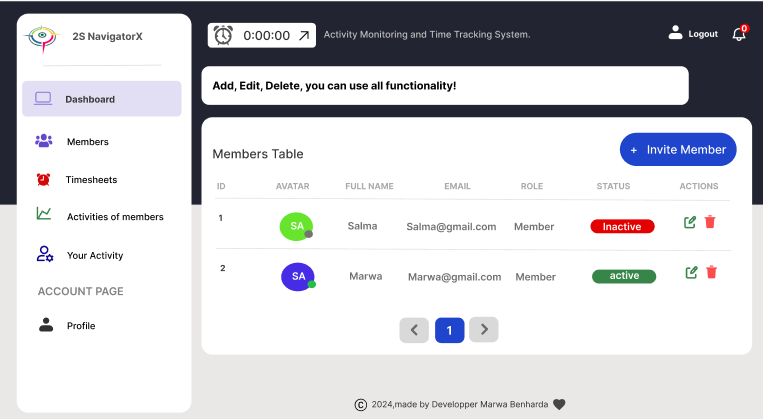 2S NavigatorX
0:00:00
Activity Monitoring and Time Tracking System.
Logout
0
Add, Edit, Delete, you can use all functionality!
Dashboard
Members
Timesheets
Activities of members
Your Activity
ACCOUNT PAGE
Profile
Members Table
+ Invite Member
ID AVATAR FULL NAME EMAIL ROLE STATUS ACTIONS
1 SA Salma Salma@gmail.com Member Inactive
2 SA Marwa Marwa@gmail.com Member active
1
© 2024,made by Developper Marwa Benharda